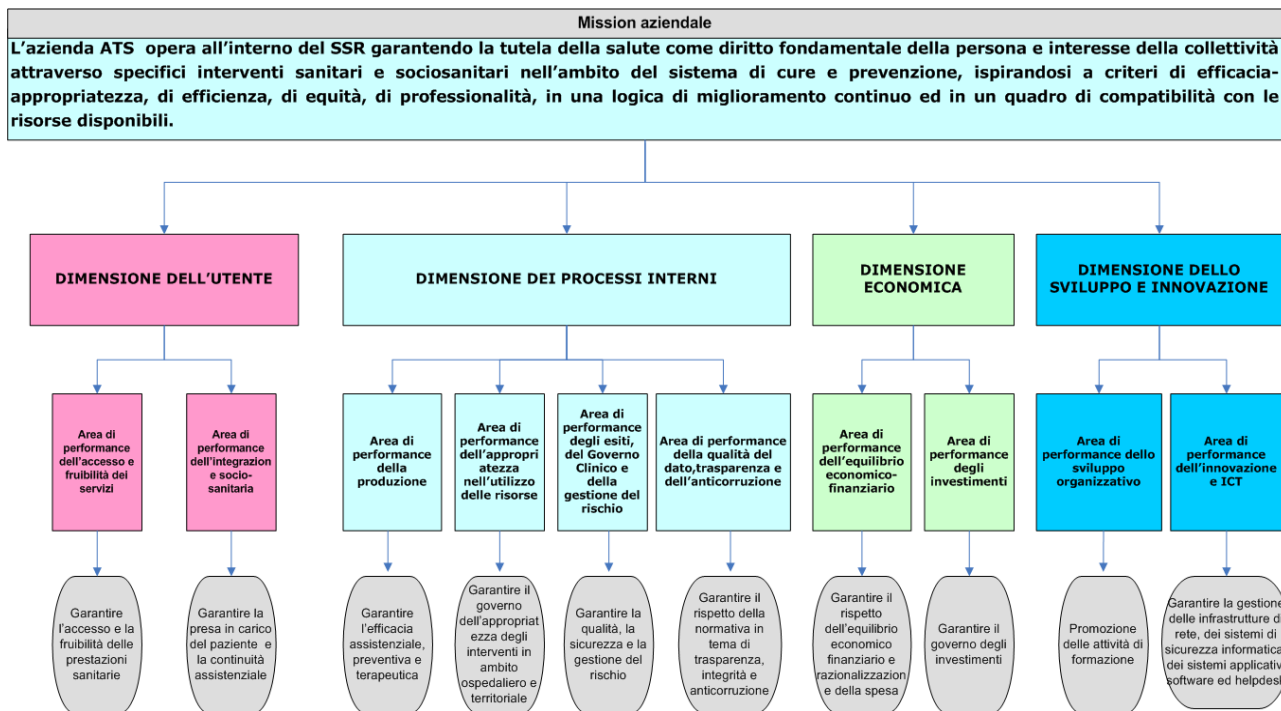 Mission aziendale
L'azienda ATS opera all'interno del SSR garantendo la tutela della salute come diritto fondamentale della persona e interesse della collettività
attraverso specifici interventi sanitari e sociosanitari nell'ambito del sistema di cure e prevenzione, ispirandosi a criteri di efficacia-
appropriatezza, di efficienza, di equità, di professionalità, in una logica di miglioramento continuo ed in un quadro di compatibilità con le
risorse disponibili.
DIMENSIONE DELL'UTENTE
DIMENSIONE DEI PROCESSI INTERNI
DIMENSIONE
ECONOMICA
DIMENSIONE DELLO
SVILUPPO E INNOVAZIONE
Area di
performance
dell'accesso e
fruibilità dei
servizi
Area di
performance
dell'integrazion
e socio-
sanitaria
Area di
performance
della
produzione
Area di
performance
dell'appropri
atezza
nell'utilizzo
delle risorse
Area di
performance
degli esiti,
del Governo
Clinico e
della
gestione del
rischio
Area di performance
della qualità del
dato,trasparenza e
dell'anticorruzione
Area di
performance
dell'equilibrio
economico-
finanziario
Area di
performance
degli
investimenti
Area di
performance dello
sviluppo
organizzativo
Area di
performance
dell'innovazione
e ICT
Garantire
l'accesso e la
fruibilità delle
prestazioni
sanitarie
Garantire la
presa in carico
del paziente e
la continuità
assistenziale
Garantire
l'efficacia
assistenziale,
preventiva e
terapeutica
Garantire il
governo
dell'appropriat
ezza degli
interventi in
ambito
ospedaliero e
territoriale
Garantire la
qualità, la
sicurezza e la
gestione del
rischio
Garantire il
rispetto della
normativa in
tema di
trasparenza,
integrità e
anticorruzione
Garantire il
rispetto
dell'equilibrio
economico
finanziario e
razionalizzazion
e della spesa
Garantire il
governo degli
investimenti
Promozione
delle attività di
formazione
Garantire la gestione
delle infrastrutture di
rete, dei sistemi di
sicurezza informatica,
dei sistemi applicativi
software ed helpdesk